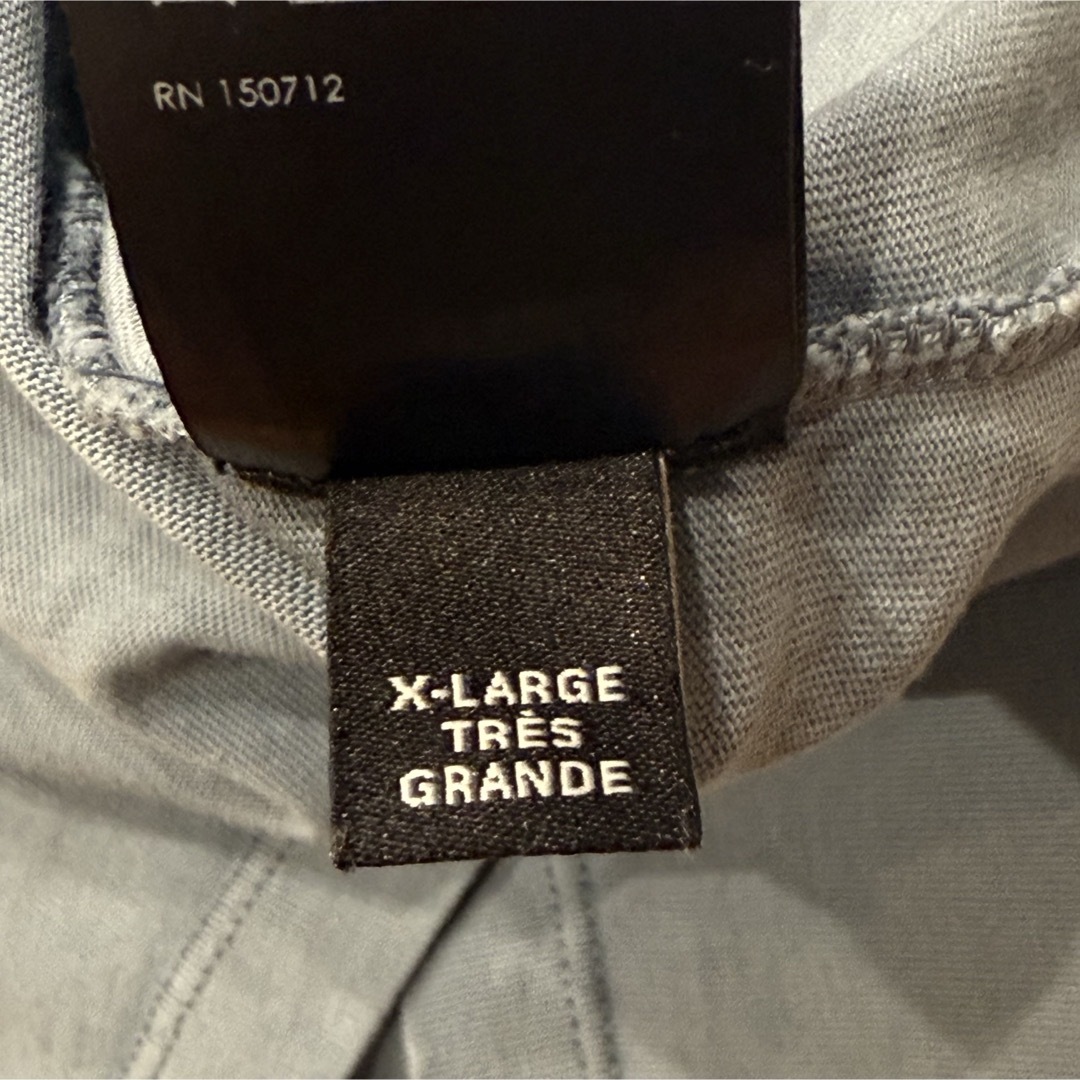 RN 150712
X-LARGE
TRÈS
GRANDE